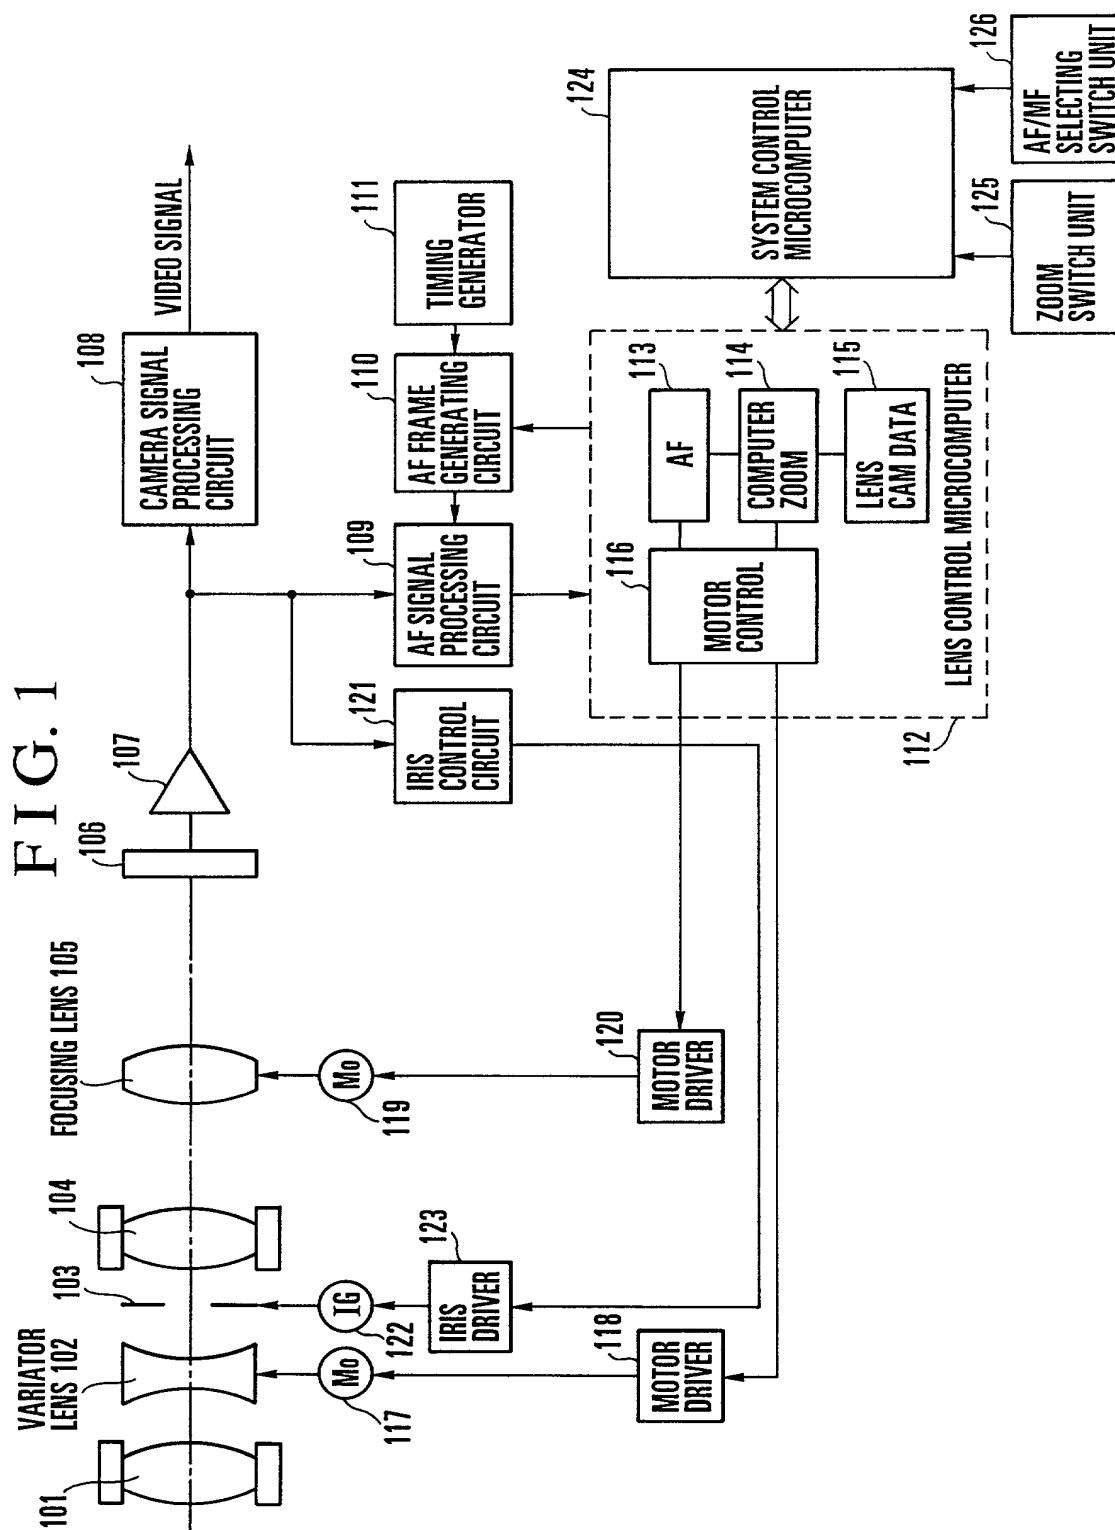 FIG. 1
101
VARIATOR
LENS 102
103
104
FOCUSING LENS 105
106
107
108
CAMERA SIGNAL
PROCESSING
CIRCUIT
VIDEO SIGNAL
Mo
117
IG
122
Mo
119
123
IRIS
DRIVER
121
IRIS
CONTROL
CIRCUIT
109
AF SIGNAL
PROCESSING
CIRCUIT
110
AF FRAME
GENERATING
CIRCUIT
111
TIMING
GENERATOR
118
MOTOR
DRIVER
120
MOTOR
DRIVER
116
MOTOR
CONTROL
113
AF
114
COMPUTER
ZOOM
115
LENS
CAM DATA
112
LENS CONTROL MICROCOMPUTER
124
SYSTEM CONTROL
MICROCOMPUTER
125
ZOOM
SWITCH UNIT
126
AF/MF
SELECTING
SWITCH UNIT